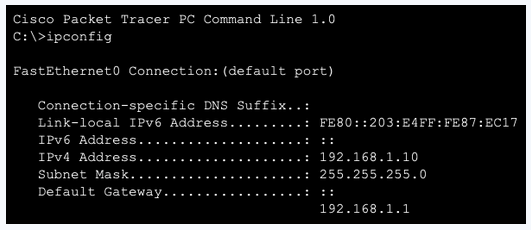 Cisco Packet Tracer PC Command Line 1.0
C:\>ipconfig
FastEthernet0 Connection:(default port)
Connection-specific DNS Suffix..:
Link-local IPv6 Address.........: FE80::203:E4FF:FE87:EC17
IPv6 Address....................: ::
IPv4 Address....................: 192.168.1.10
Subnet Mask.....................: 255.255.255.0
Default Gateway.................: ::
192.168.1.1